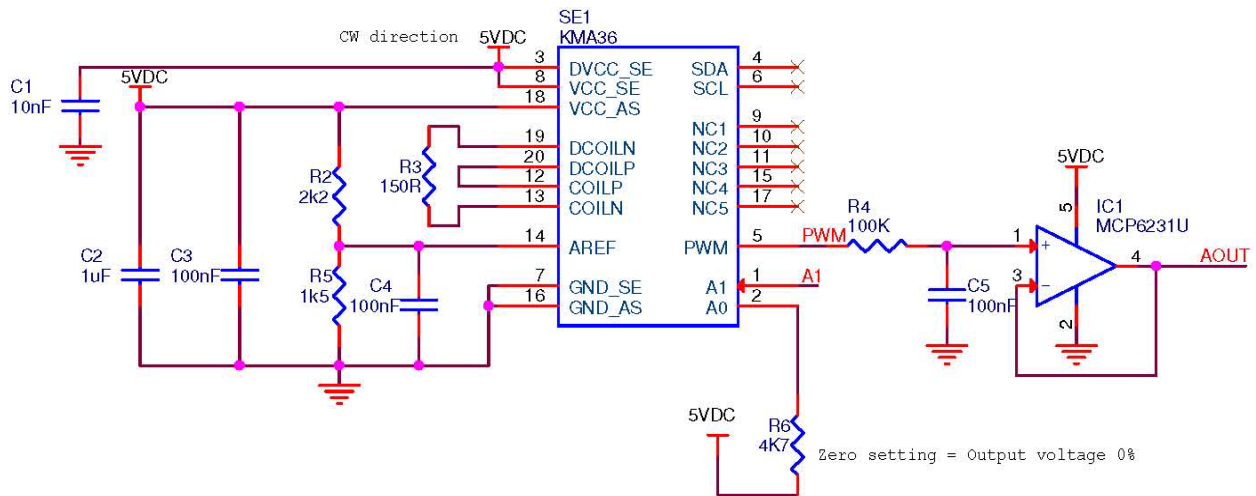 SE1
KMA36
CW direction
5VDC
3 DVCC_SE
8 VCC_SE
18 VCC_AS
19 DCOILN
20 DCOILP
12 COILP
13 COILN
14 AREF
7 GND_SE
16 GND_AS
SDA 4
SCL 6
NC1 9
NC2 10
NC3 11
NC4 15
NC5 17
PWM 5
A1 1
A0 2
C1
10nF
5VDC
C2
1uF
C3
100nF
R2
2k2
R5
1k5
C4
100nF
R3
150R
PWM
A1
R4
100K
C5
100nF
5VDC
5
IC1
MCP6231U
1 +
3 −
4
2
AOUT
5VDC
R6
4K7
Zero setting = Output voltage 0%